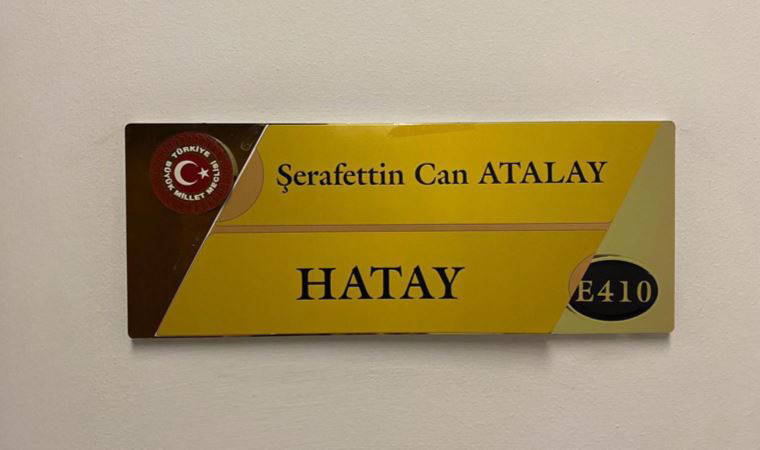 TÜRKİYE
BÜYÜK MİLLET MECLİSİ
Şerafettin Can ATALAY
HATAY
E410